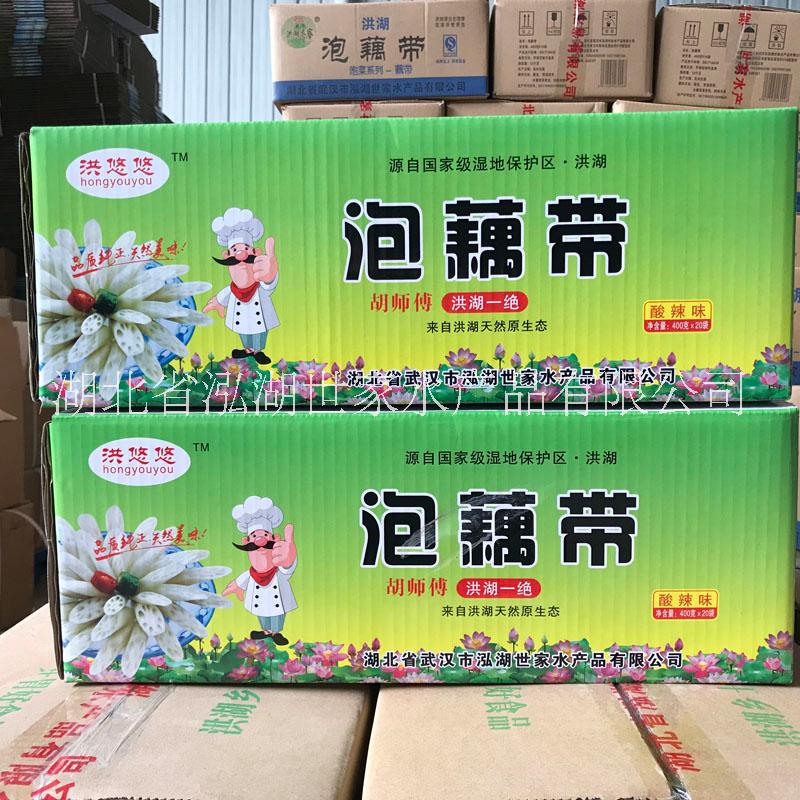 洪湖
泡藕带
泡菜系列－藕带
湖北省武汉市泓湖世家水产品有限公司
洪悠悠 TM
hongyouyou
源自国家级湿地保护区·洪湖
品质纯正 天然美味!
泡藕带
胡师傅 洪湖一绝
来自洪湖天然原生态
酸辣味
净含量:400克x20袋
湖北省武汉市泓湖世家水产品有限公司
湖北省泓湖世家水产品有限公司
洪悠悠 TM
hongyouyou
源自国家级湿地保护区·洪湖
品质纯正 天然美味!
泡藕带
胡师傅 洪湖一绝
来自洪湖天然原生态
酸辣味
净含量:400克x20袋
湖北省武汉市泓湖世家水产品有限公司
洪湖乡